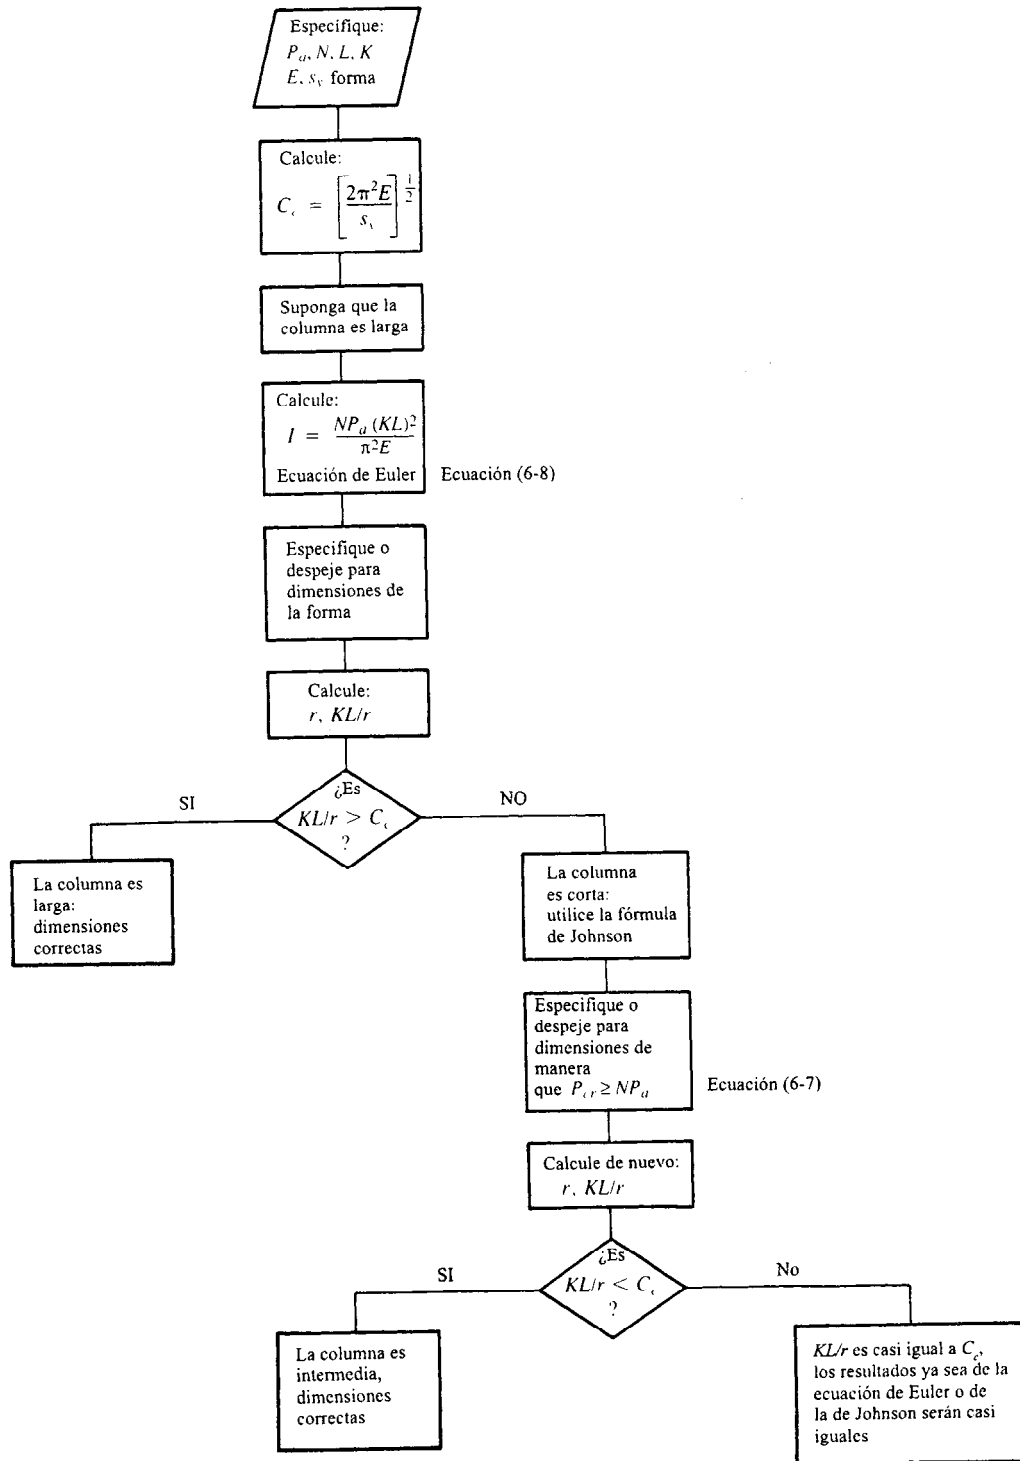 Especifique:
P_a, N, L, K
E, s_y forma
Calcule:
C_c = [2π²E / s_y]^½
Suponga que la
columna es larga
Calcule:
I = NP_a (KL)² / π²E
Ecuación de Euler
Ecuación (6-8)
Especifique o
despeje para
dimensiones de
la forma
Calcule:
r, KL/r
¿Es
KL/r > C_c
?
SI
NO
La columna es
larga:
dimensiones
correctas
La columna
es corta:
utilice la fórmula
de Johnson
Especifique o
despeje para
dimensiones de
manera
que P_cr ≥ NP_a
Ecuación (6-7)
Calcule de nuevo:
r, KL/r
¿Es
KL/r < C_c
?
SI
No
La columna es
intermedia,
dimensiones
correctas
KL/r es casi igual a C_c,
los resultados ya sea de la
ecuación de Euler o de
la de Johnson serán casi
iguales